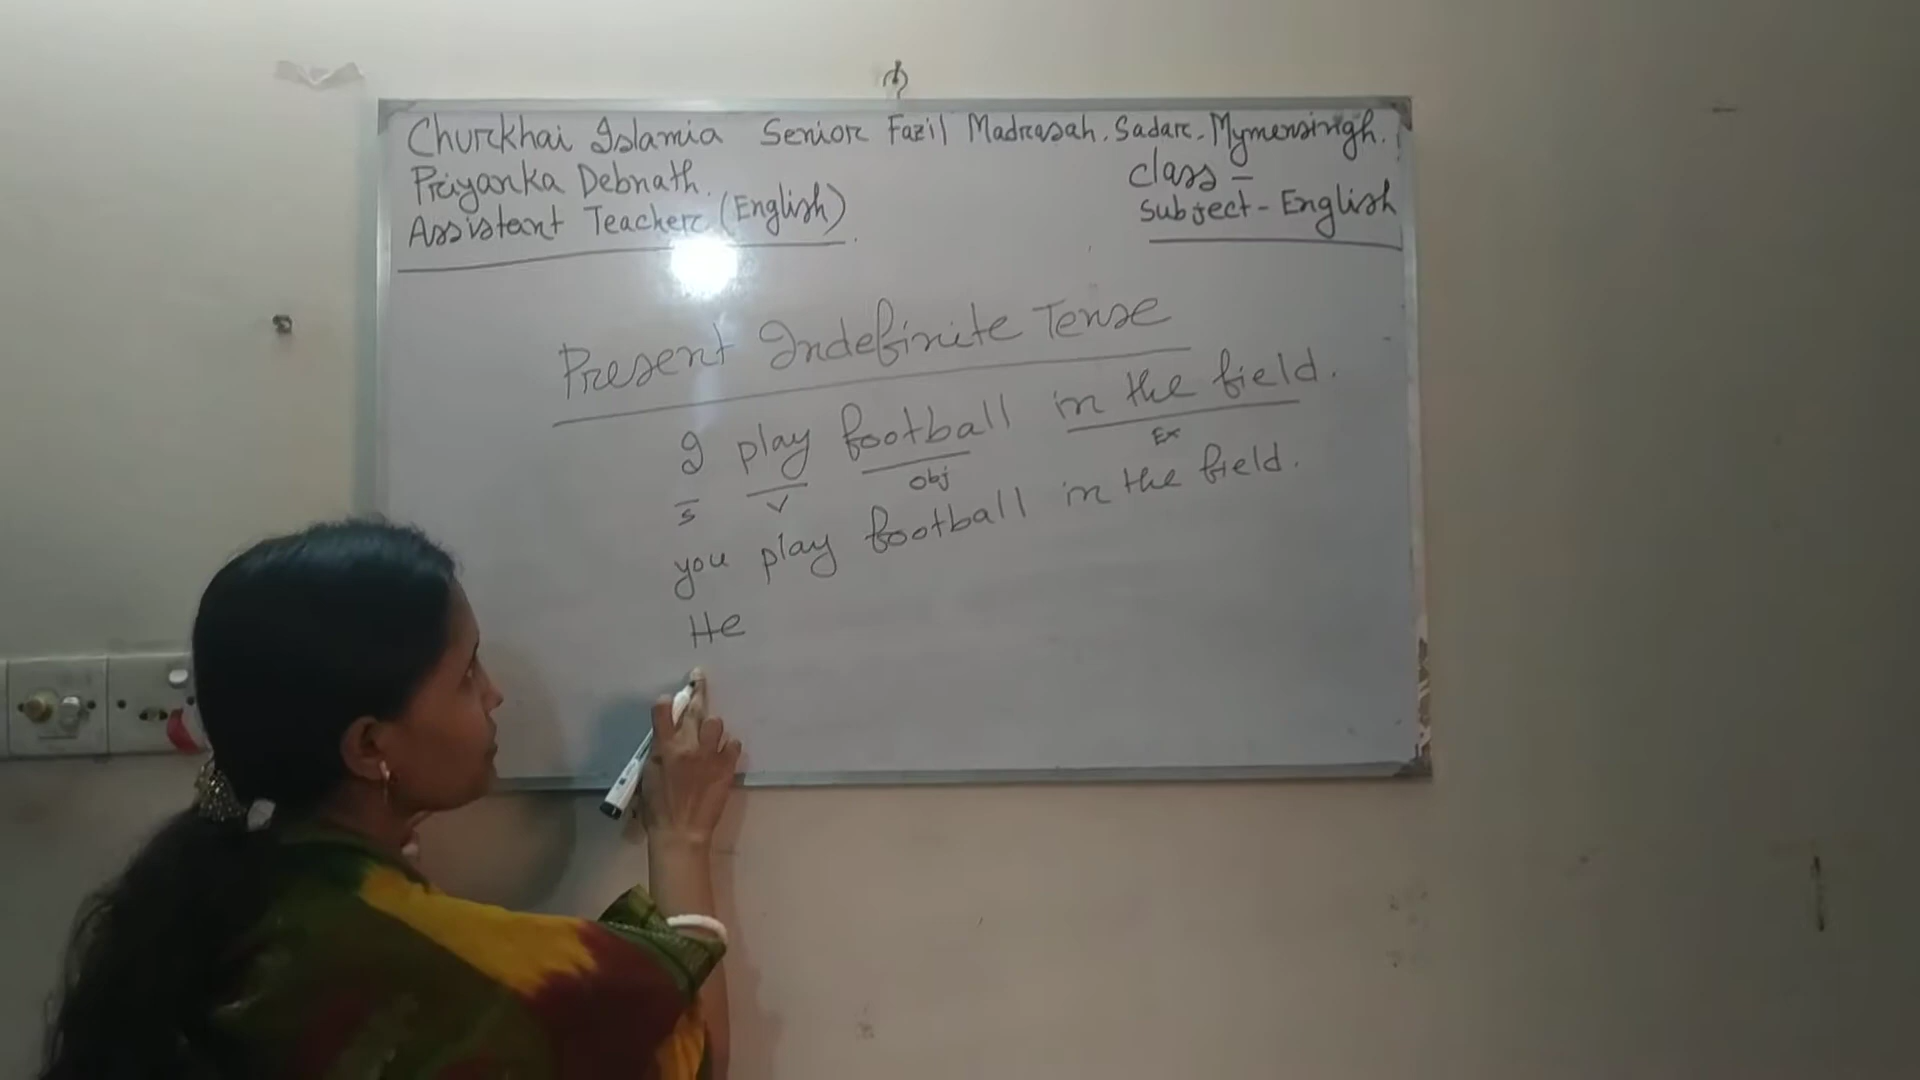 Churkhai Islamia Senior Fazil Madrasah. Sadar. Mymensingh.
Priyanka Debnath.
Assistant Teacher (English)
Class -
Subject - English
Present Indefinite Tense
I play football in the field.
S V Obj Ex
you play football in the field.
He